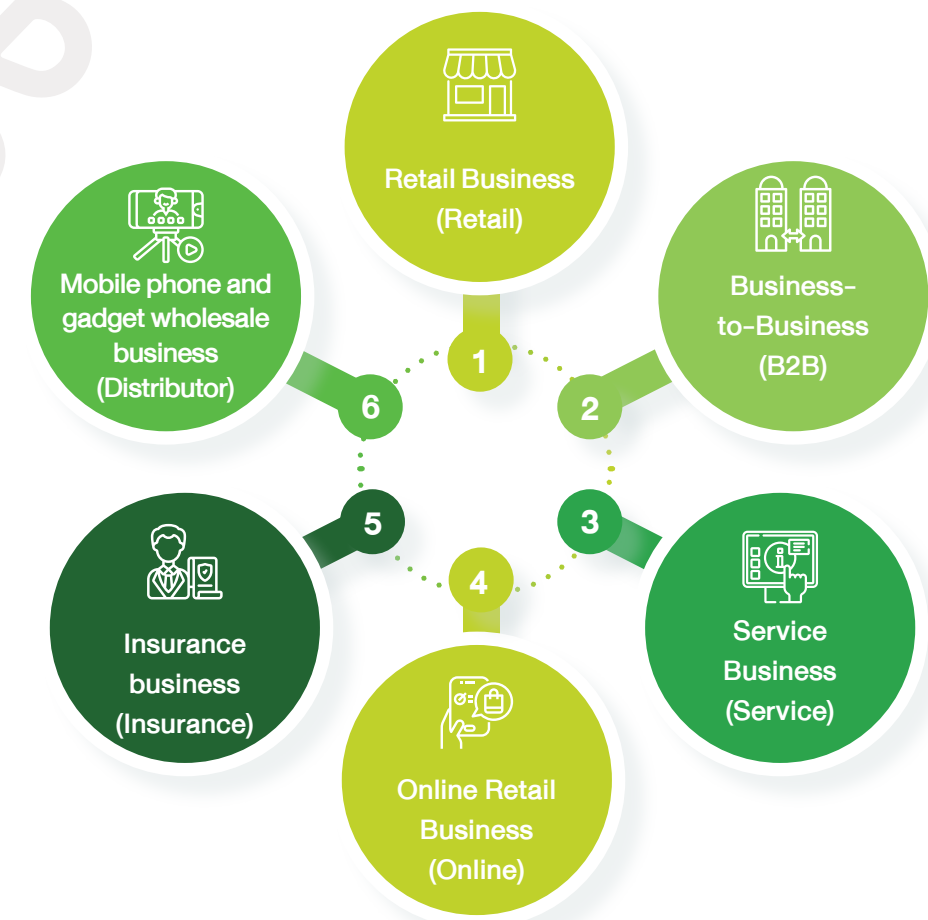 Retail Business
(Retail)
1
Business-
to-Business
(B2B)
2
Service
Business
(Service)
3
Online Retail
Business
(Online)
4
Insurance
business
(Insurance)
5
Mobile phone and
gadget wholesale
business
(Distributor)
6